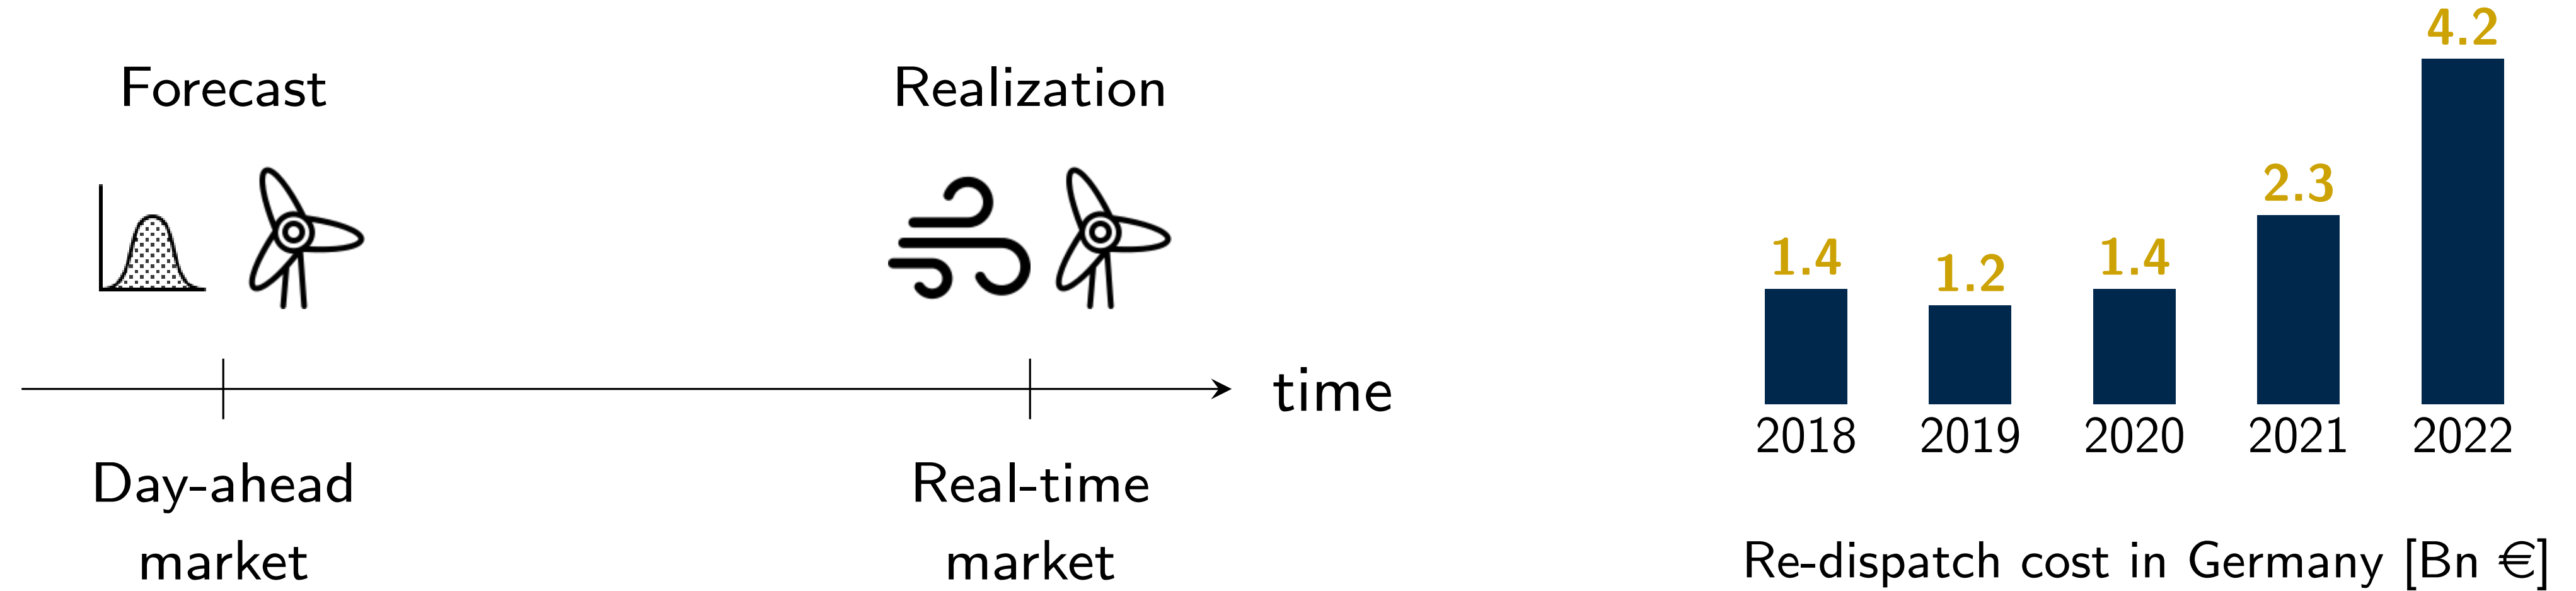 Forecast
Realization
time
Day-ahead
market
Real-time
market
1.4
1.2
1.4
2.3
4.2
2018
2019
2020
2021
2022
Re-dispatch cost in Germany [Bn €]